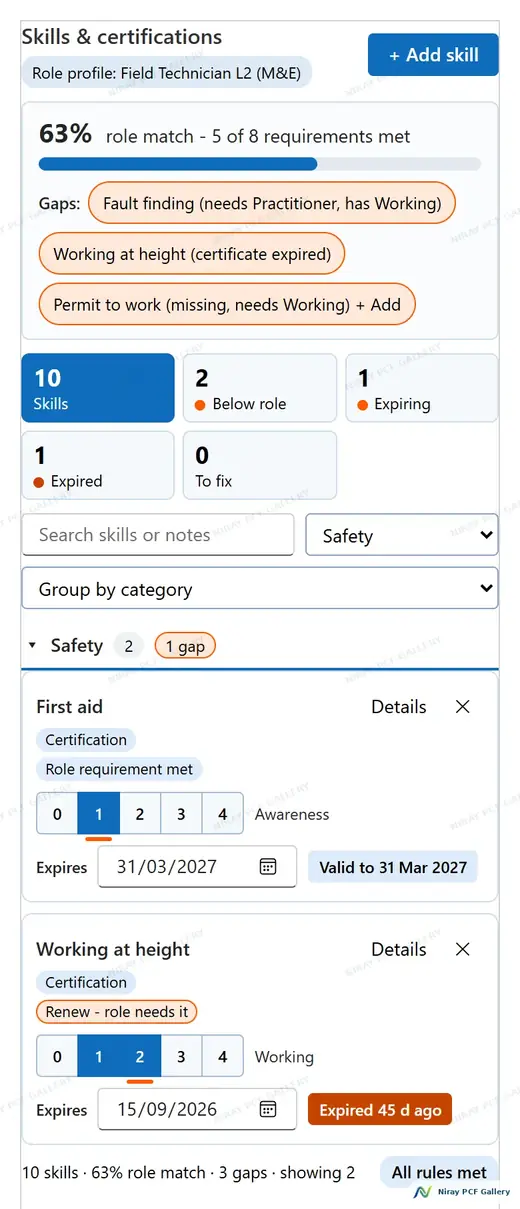 Skills & certifications
+ Add skill
Role profile: Field Technician L2 (M&E)
63% role match - 5 of 8 requirements met
Gaps: Fault finding (needs Practitioner, has Working)
Working at height (certificate expired)
Permit to work (missing, needs Working) + Add
10
Skills
2
Below role
1
Expiring
1
Expired
0
To fix
Search skills or notes
Safety
Group by category
Safety 2 1 gap
First aid Details
Certification
Role requirement met
0 1 2 3 4 Awareness
Expires 31/03/2027 Valid to 31 Mar 2027
Working at height Details
Certification
Renew - role needs it
0 1 2 3 4 Working
Expires 15/09/2026 Expired 45 d ago
10 skills · 63% role match · 3 gaps · showing 2 All rules met
Niray PCF Gallery
NIRAY PCF GALLERY